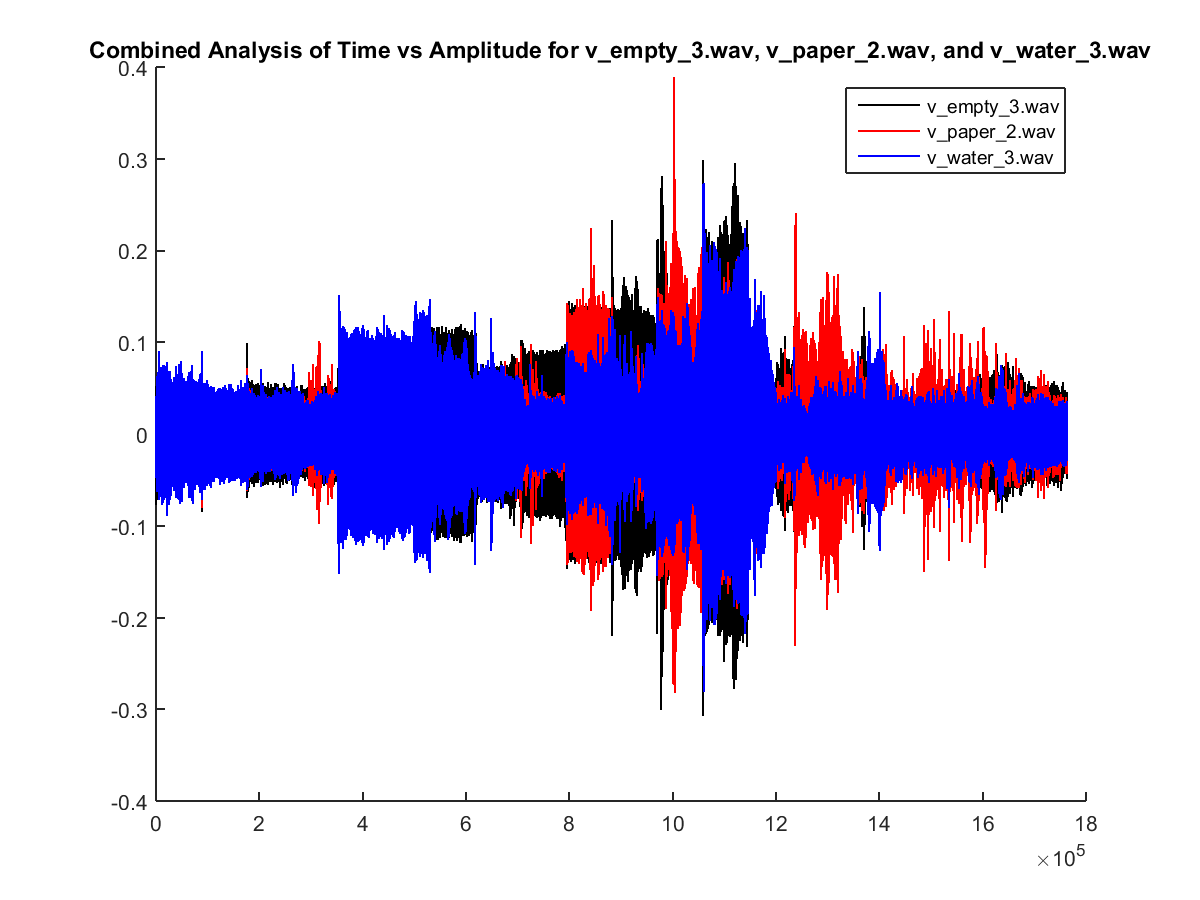 Combined Analysis of Time vs Amplitude for v_empty_3.wav, v_paper_2.wav, and v_water_3.wav
0.4
v_empty_3.wav
v_paper_2.wav
v_water_3.wav
0.3
0.2
0.1
0
-0.1
-0.2
-0.3
-0.4
0 2 4 6 8 10 12 14 16 18
×10^5